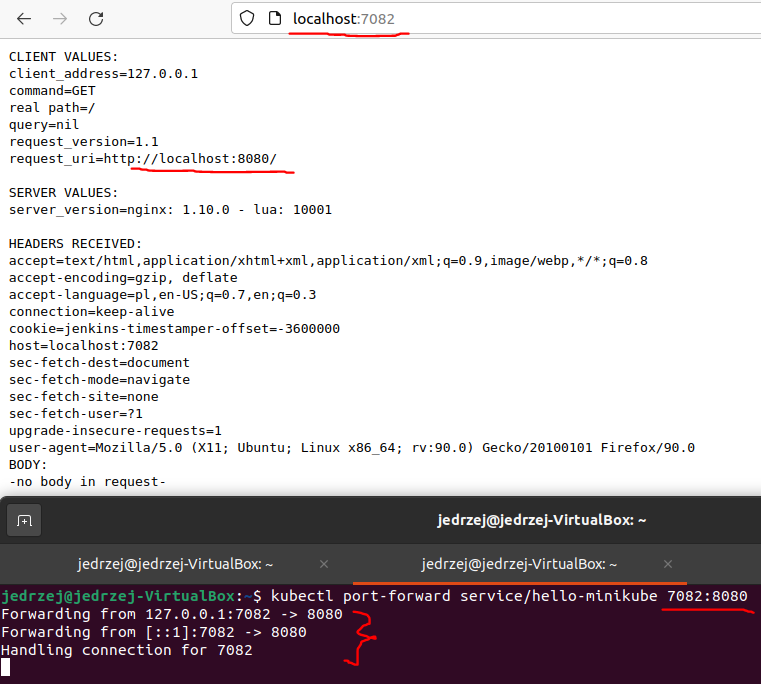 localhost:7082
CLIENT VALUES:
client_address=127.0.0.1
command=GET
real path=/
query=nil
request_version=1.1
request_uri=http://localhost:8080/
SERVER VALUES:
server_version=nginx: 1.10.0 - lua: 10001
HEADERS RECEIVED:
accept=text/html,application/xhtml+xml,application/xml;q=0.9,image/webp,*/*;q=0.8
accept-encoding=gzip, deflate
accept-language=pl,en-US;q=0.7,en;q=0.3
connection=keep-alive
cookie=jenkins-timestamper-offset=-3600000
host=localhost:7082
sec-fetch-dest=document
sec-fetch-mode=navigate
sec-fetch-site=none
sec-fetch-user=?1
upgrade-insecure-requests=1
user-agent=Mozilla/5.0 (X11; Ubuntu; Linux x86_64; rv:90.0) Gecko/20100101 Firefox/90.0
BODY:
-no body in request-
jedrzej@jedrzej-VirtualBox: ~
jedrzej@jedrzej-VirtualBox: ~ × jedrzej@jedrzej-VirtualBox: ~ ×
jedrzej@jedrzej-VirtualBox:~$ kubectl port-forward service/hello-minikube 7082:8080
Forwarding from 127.0.0.1:7082 -> 8080
Forwarding from [::1]:7082 -> 8080
Handling connection for 7082